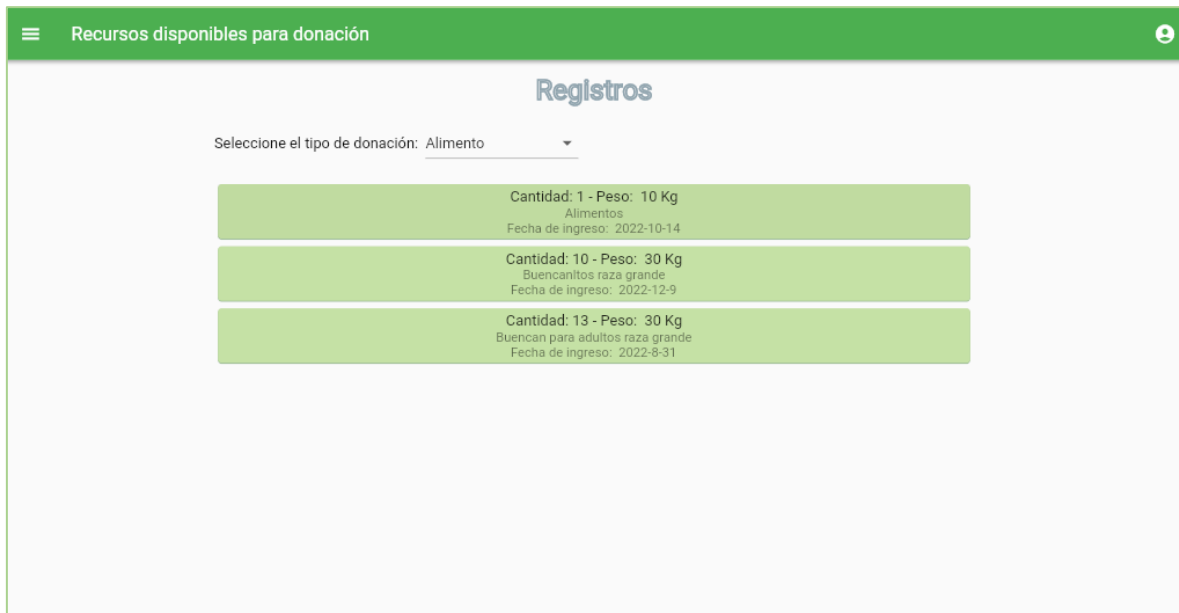 Recursos disponibles para donación
Registros
Seleccione el tipo de donación: Alimento
Cantidad: 1 - Peso: 10 Kg
Alimentos
Fecha de ingreso: 2022-10-14
Cantidad: 10 - Peso: 30 Kg
Buencanltos raza grande
Fecha de ingreso: 2022-12-9
Cantidad: 13 - Peso: 30 Kg
Buencan para adultos raza grande
Fecha de ingreso: 2022-8-31